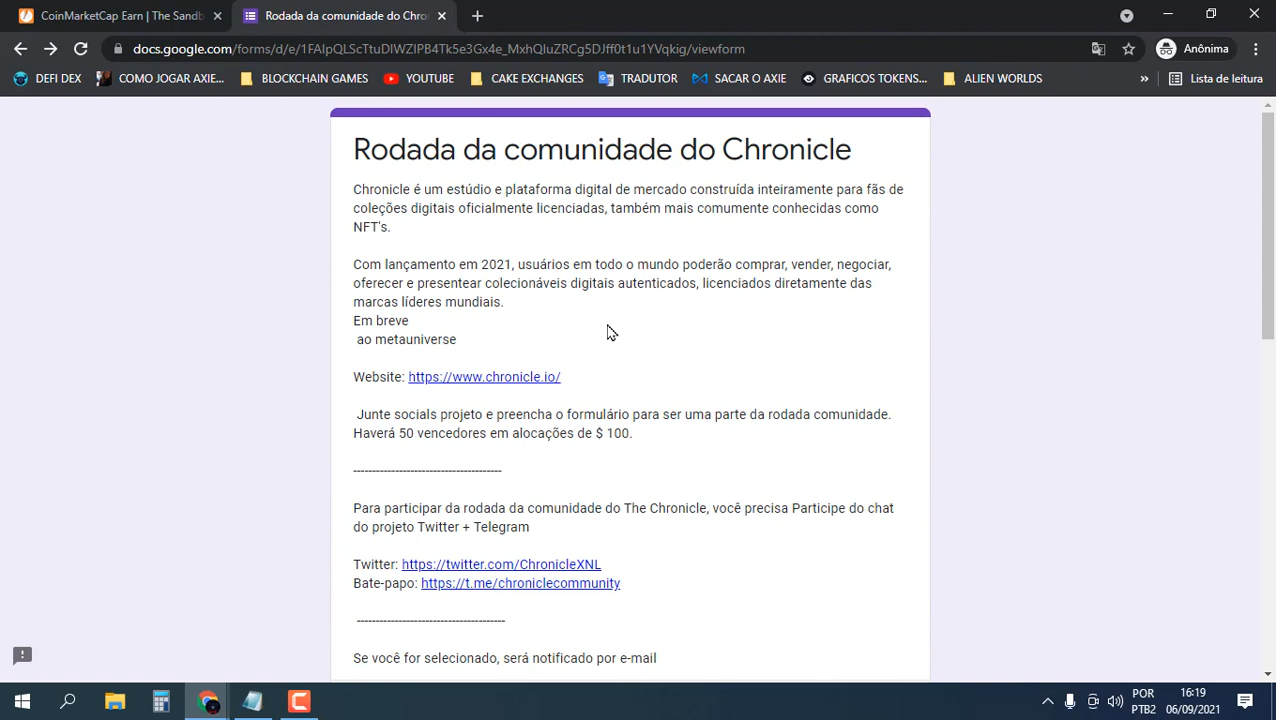 CoinMarketCap Earn | The Sandb
Rodada da comunidade do Chro
docs.google.com/forms/d/e/1FAIpQLScTtuDIWZIPB4Tk5e3Gx4e_MxhQIuZRCg5DJff0t1u1YVqkig/viewform
Anônima
DEFI DEX
COMO JOGAR AXIE...
BLOCKCHAIN GAMES
YOUTUBE
CAKE EXCHANGES
TRADUTOR
SACAR O AXIE
GRAFICOS TOKENS...
ALIEN WORLDS
»
Lista de leitura
Rodada da comunidade do Chronicle
Chronicle é um estúdio e plataforma digital de mercado construída inteiramente para fãs de
coleções digitais oficialmente licenciadas, também mais comumente conhecidas como
NFT's.
Com lançamento em 2021, usuários em todo o mundo poderão comprar, vender, negociar,
oferecer e presentear colecionáveis digitais autenticados, licenciados diretamente das
marcas líderes mundiais.
Em breve
ao metauniverse
Website: https://www.chronicle.io/
Junte socials projeto e preencha o formulário para ser uma parte da rodada comunidade.
Haverá 50 vencedores em alocações de $ 100.
-------------------------------------
Para participar da rodada da comunidade do The Chronicle, você precisa Participe do chat
do projeto Twitter + Telegram
Twitter: https://twitter.com/ChronicleXNL
Bate-papo: https://t.me/chroniclecommunity
-------------------------------------
Se você for selecionado, será notificado por e-mail
POR
PTB2
16:19
06/09/2021